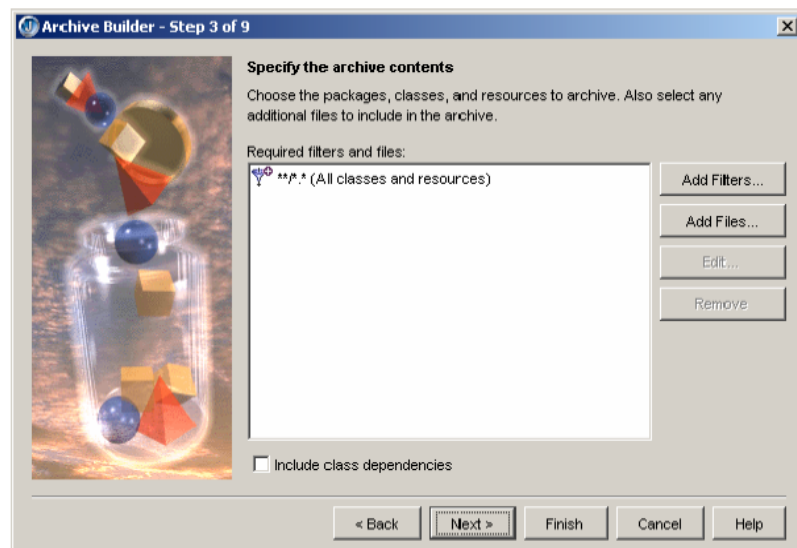 Archive Builder - Step 3 of 9
Specify the archive contents
Choose the packages, classes, and resources to archive. Also select any
additional files to include in the archive.
Required filters and files:
**/*.* (All classes and resources)
Add Filters...
Add Files...
Edit...
Remove
Include class dependencies
< Back
Next >
Finish
Cancel
Help